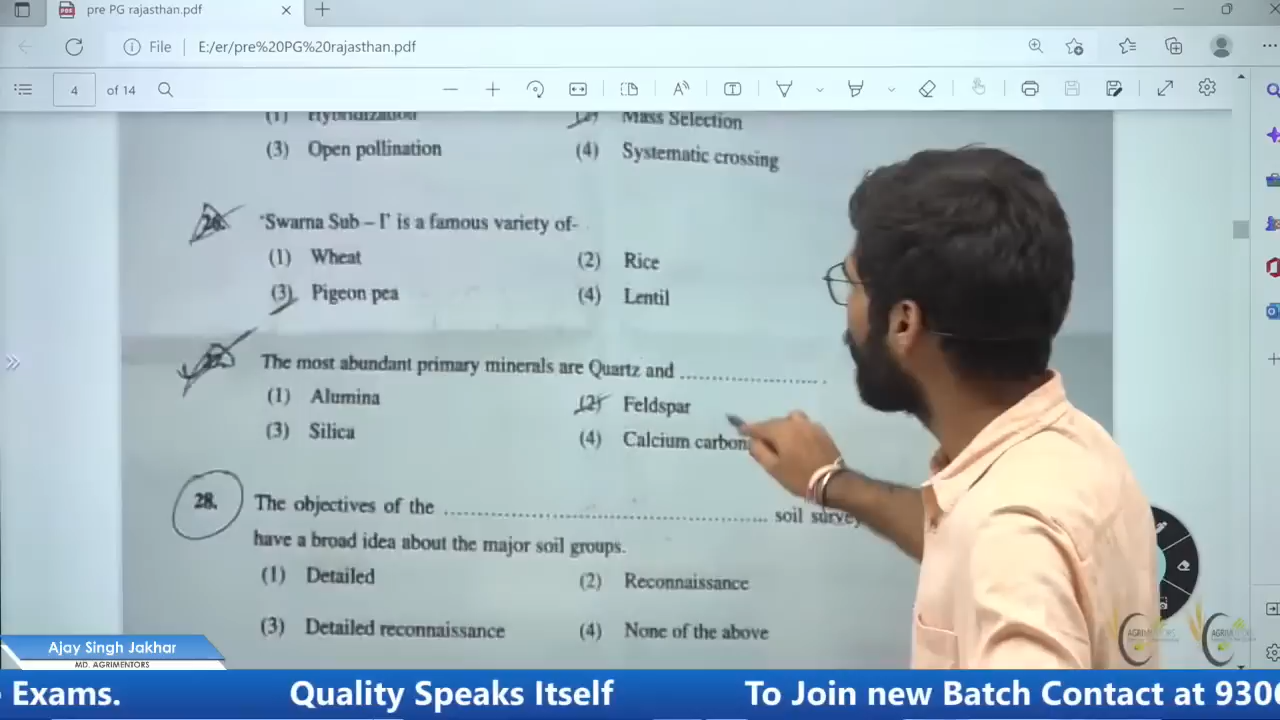 pre PG rajasthan.pdf
File E:/er/pre%20PG%20rajasthan.pdf
4 of 14
(1) Hybridization
(2) Mass Selection
(3) Open pollination
(4) Systematic crossing
26. 'Swarna Sub – I' is a famous variety of-
(1) Wheat
(2) Rice
(3) Pigeon pea
(4) Lentil
The most abundant primary minerals are Quartz and .......................... .
(1) Alumina
(2) Feldspar
(3) Silica
(4) Calcium carbon
28. The objectives of the ............................................................ soil survey
have a broad idea about the major soil groups.
(1) Detailed
(2) Reconnaissance
(3) Detailed reconnaissance
(4) None of the above
AGRIMENTORS
Ajay Singh Jakhar
MD. AGRIMENTORS
Exams. Quality Speaks Itself To Join new Batch Contact at 930